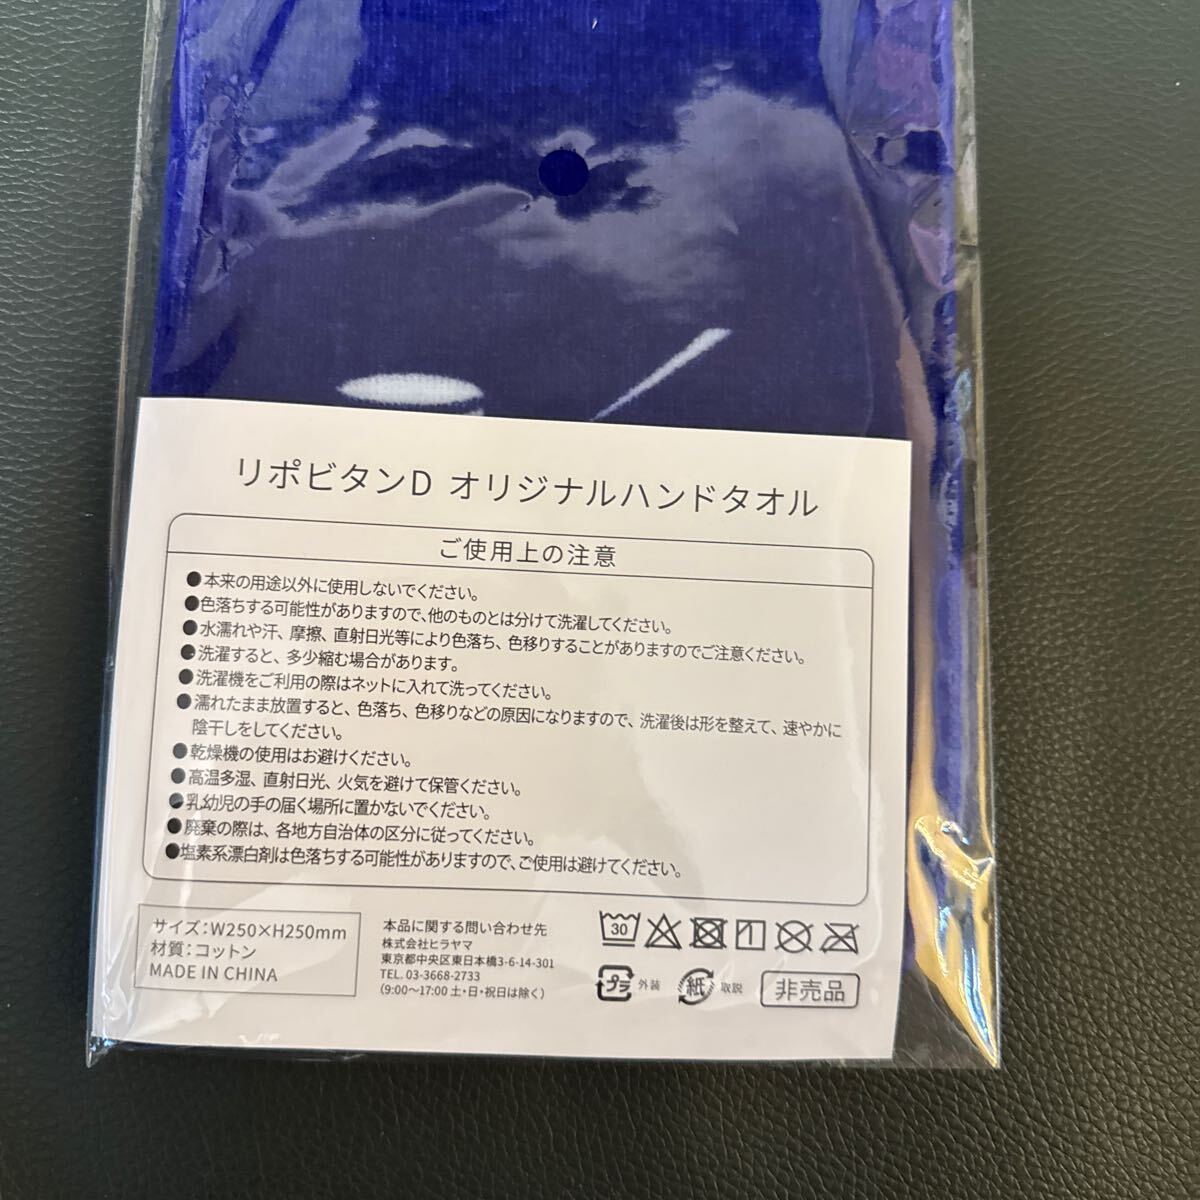 リポビタンD オリジナルハンドタオル
ご使用上の注意
●本来の用途以外に使用しないでください。
●色落ちする可能性がありますので、他のものとは分けて洗濯してください。
●水濡れや汗、摩擦、直射日光等により色落ち、色移りすることがありますのでご注意ください。
●洗濯すると、多少縮む場合があります。
●洗濯機をご利用の際はネットに入れて洗ってください。
●濡れたまま放置すると、色落ち、色移りなどの原因になりますので、洗濯後は形を整えて、速やかに
陰干しをしてください。
●乾燥機の使用はお避けください。
●高温多湿、直射日光、火気を避けて保管ください。
●乳幼児の手の届く場所に置かないでください。
●廃棄の際は、各地方自治体の区分に従ってください。
●塩素系漂白剤は色落ちする可能性がありますので、ご使用は避けてください。
サイズ:W250×H250mm
材質:コットン
MADE IN CHINA
本品に関する問い合わせ先
株式会社ヒラヤマ
東京都中央区東日本橋3-6-14-301
TEL. 03-3668-2733
(9:00〜17:00 土・日・祝日は除く)
30
プラ 外装 紙 取説 非売品